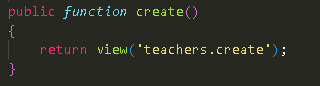 public function create()
{
    return view('teachers.create');
}